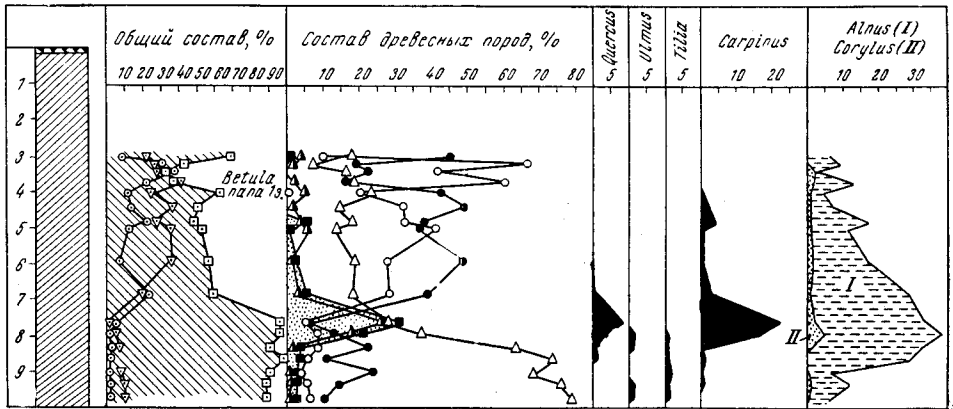 Общий состав, %
10 20 30 40 50 60 70 80 90
Состав древесных пород, %
10 20 30 40 50 60 70 80
Quercus
5
Ulmus
5
Tilia
5
Carpinus
10 20
Alnus (I)
Corylus (II)
10 20 30
1
2
3
4
5
6
7
8
9
Betula
nana 1з.
I
II